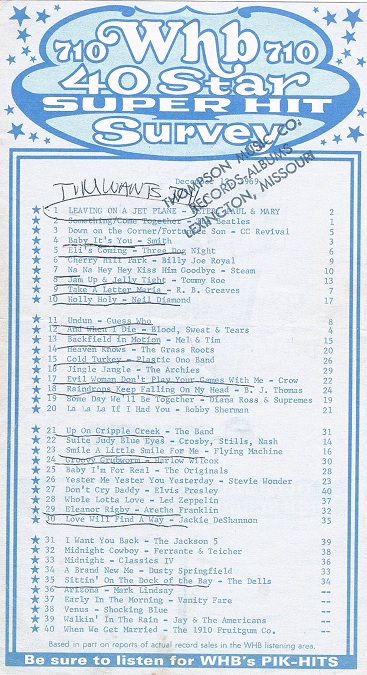 710 Whb 710
40 Star
SUPER HIT
Survey
THOMPSON MUSIC CO.
RECORDS-ALBUMS
LEXINGTON, MISSOURI
1969
1 LEAVING ON A JET PLANE - PETER, PAUL & MARY 2
2 Something/Come Together - The Beatles 1
3 Down on the Corner/Fortunate Son - CC Revival 5
4 Baby It's You - Smith 3
5 Eli's Coming - Three Dog Night 6
6 Cherry Hill Park - Billy Joe Royal 9
7 Na Na Hey Hey Kiss Him Goodbye - Steam 10
8 Jam Up & Jelly Tight - Tommy Roe 13
9 Take A Letter Maria - R. B. Greaves 7
10 Holly Holy - Neil Diamond 17
11 Undun - Guess Who 8
12 And When I Die - Blood, Sweat & Tears 4
13 Backfield in Motion - Mel & Tim 15
14 Heaven Knows - The Grass Roots 20
15 Cold Turkey - Plastic Ono Band 26
16 Jingle Jangle - The Archies 29
17 Evil Woman Don't Play Your Games With Me - Crow 22
18 Raindrops Keep Falling On My Head - B. J. Thomas 24
19 Some Day We'll Be Together - Diana Ross & Supremes 19
20 La La La If I Had You - Bobby Sherman 21
21 Up On Cripple Creek - The Band 31
22 Suite Judy Blue Eyes - Crosby, Stills, Nash 14
23 Smile A Little Smile For Me - Flying Machine 16
24 Groovy Grubworm - Harlow Wilcox 30
25 Baby I'm For Real - The Originals 28
26 Yester Me Yester You Yesterday - Stevie Wonder 23
27 Don't Cry Daddy - Elvis Presley 40
28 Whole Lotta Love - Led Zeppelin 37
29 Eleanor Rigby - Aretha Franklin 32
30 Love Will Find A Way - Jackie DeShannon 35
31 I Want You Back - The Jackson 5 39
32 Midnight Cowboy - Ferrante & Teicher 38
33 Midnight - Classics IV 36
34 A Brand New Me - Dusty Springfield 33
35 Sittin' On The Dock of the Bay - The Dells 34
36 Arizona - Mark Lindsay --
37 Early In The Morning - Vanity Fare --
38 Venus - Shocking Blue --
39 Walkin' In The Rain - Jay & The Americans --
40 When We Get Married - The 1910 Fruitgum Co. --
Based in part on reports of actual record sales in the WHB listening area.
Be sure to listen for WHB's PIK-HITS